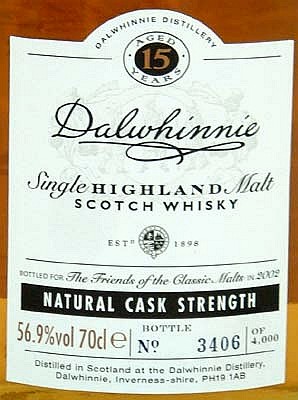 DALWHINNIE DISTILLERY
AGED
15
YEARS
Dalwhinnie
Single HIGHLAND Malt
SCOTCH WHISKY
ESTD 1898
BOTTLED FOR The Friends of the Classic Malts IN 2002
NATURAL CASK STRENGTH
56.9%vol 70cl e
BOTTLE
No. 3406
OF
4,000
Distilled in Scotland at the Dalwhinnie Distillery,
Dalwhinnie, Inverness-shire, PH19 1AB